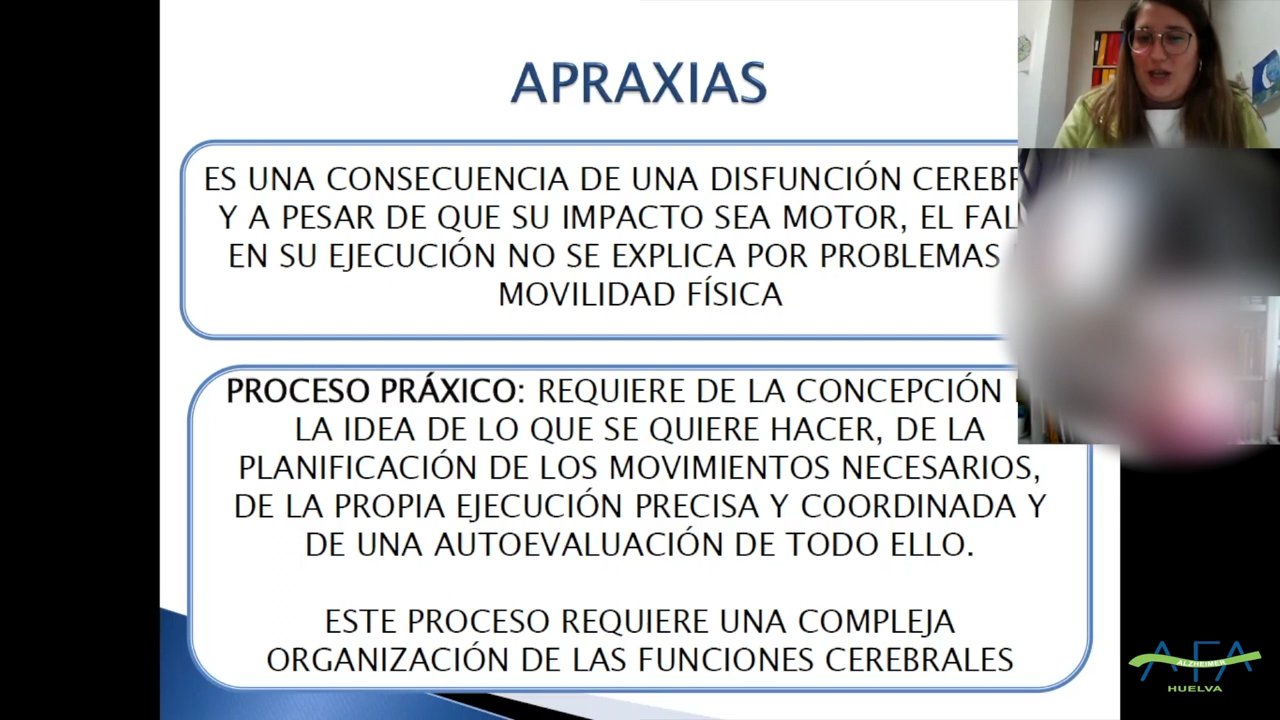 APRAXIAS
ES UNA CONSECUENCIA DE UNA DISFUNCIÓN
Y A PESAR DE QUE SU IMPACTO SEA MOTOR, EL
EN SU EJECUCIÓN NO SE EXPLICA POR PROBLEMAS
MOVILIDAD FÍSICA
PROCESO PRÁXICO: REQUIERE DE LA CONCEPCIÓN
LA IDEA DE LO QUE SE QUIERE HACER, DE LA
PLANIFICACIÓN DE LOS MOVIMIENTOS NECESARIOS,
DE LA PROPIA EJECUCIÓN PRECISA Y COORDINADA Y
DE UNA AUTOEVALUACIÓN DE TODO ELLO.
ESTE PROCESO REQUIERE UNA COMPLEJA
ORGANIZACIÓN DE LAS FUNCIONES CEREBRALES
AFA
ALZHEIMER
HUELVA